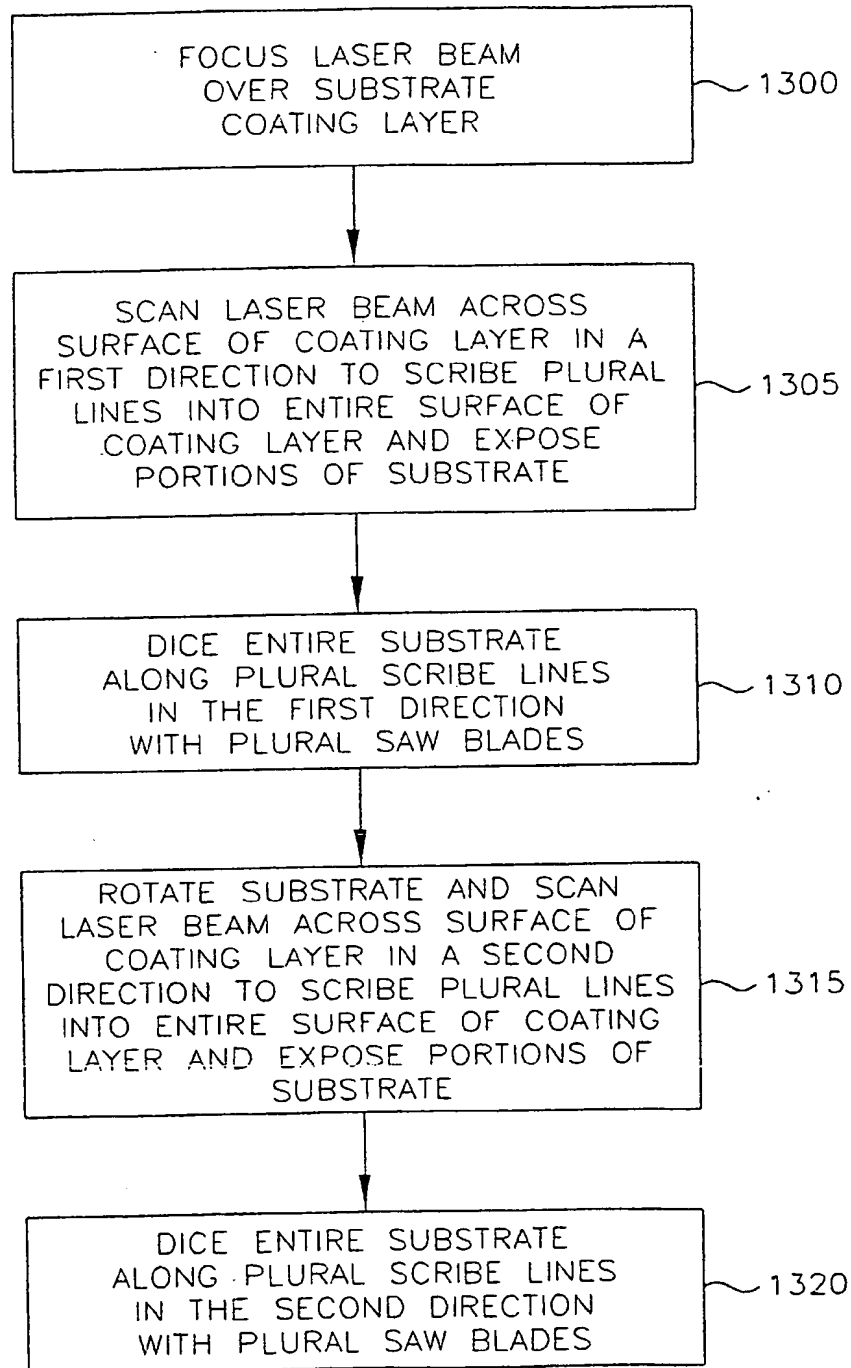 FOCUS LASER BEAM
OVER SUBSTRATE
COATING LAYER
1300
SCAN LASER BEAM ACROSS
SURFACE OF COATING LAYER IN A
FIRST DIRECTION TO SCRIBE PLURAL
LINES INTO ENTIRE SURFACE OF
COATING LAYER AND EXPOSE
PORTIONS OF SUBSTRATE
1305
DICE ENTIRE SUBSTRATE
ALONG PLURAL SCRIBE LINES
IN THE FIRST DIRECTION
WITH PLURAL SAW BLADES
1310
ROTATE SUBSTRATE AND SCAN
LASER BEAM ACROSS SURFACE OF
COATING LAYER IN A SECOND
DIRECTION TO SCRIBE PLURAL LINES
INTO ENTIRE SURFACE OF COATING
LAYER AND EXPOSE PORTIONS OF
SUBSTRATE
1315
DICE ENTIRE SUBSTRATE
ALONG PLURAL SCRIBE LINES
IN THE SECOND DIRECTION
WITH PLURAL SAW BLADES
1320